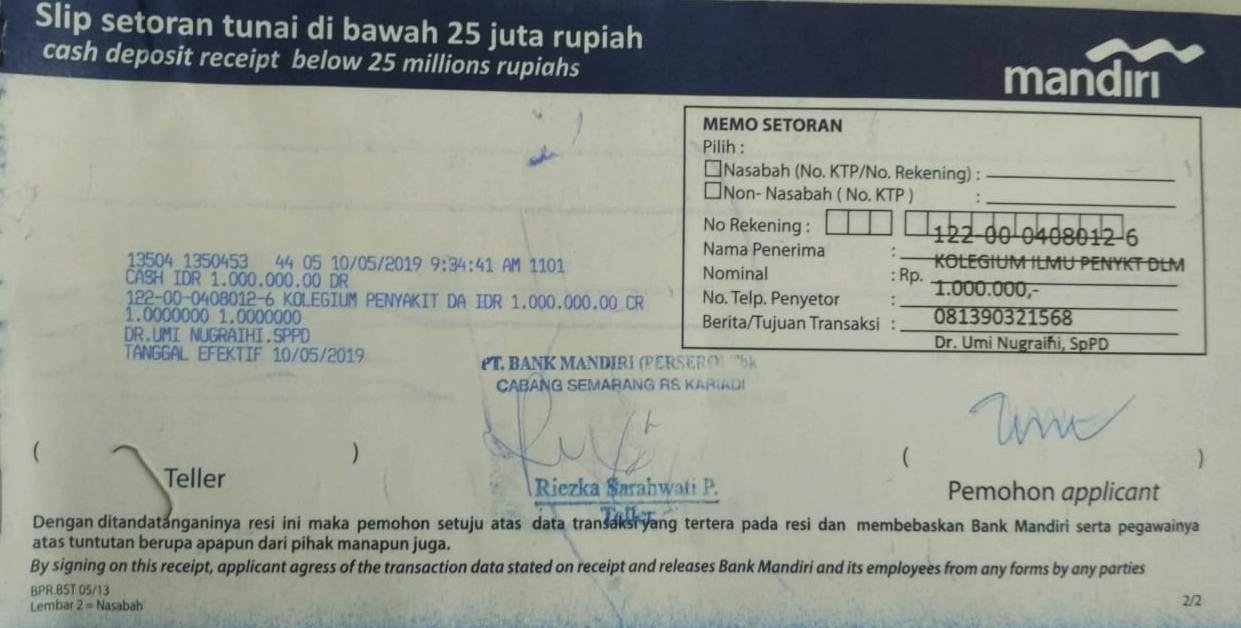 Slip setoran tunai di bawah 25 juta rupiah
cash deposit receipt below 25 millions rupiahs
mandiri
MEMO SETORAN
Pilih :
Nasabah (No. KTP/No. Rekening) :
Non- Nasabah ( No. KTP ) :
No Rekening : 122-00-0408012-6
Nama Penerima : KOLEGIUM ILMU PENYKT DLM
Nominal : Rp. 1.000.000,-
No. Telp. Penyetor : 081390321568
Berita/Tujuan Transaksi : Dr. Umi Nugraihi, SpPD
13504 1350453 44 05 10/05/2019 9:34:41 AM 1101
CASH IDR 1.000.000.00 DR
122-00-0408012-6 KOLEGIUM PENYAKIT DA IDR 1.000.000.00 CR
1.0000000 1.0000000
DR.UMI NUGRAIHI.SPPD
TANGGAL EFEKTIF 10/05/2019
PT. BANK MANDIRI (PERSERO) Tbk
CABANG SEMARANG RS KARIADI
( )
Teller
Riezka Sarahwati P.
Teller
( )
Pemohon applicant
Dengan ditandatanganinya resi ini maka pemohon setuju atas data transaksi yang tertera pada resi dan membebaskan Bank Mandiri serta pegawainya
atas tuntutan berupa apapun dari pihak manapun juga.
By signing on this receipt, applicant agress of the transaction data stated on receipt and releases Bank Mandiri and its employees from any forms by any parties
BPR.BST 05/13
Lembar 2 = Nasabah
2/2